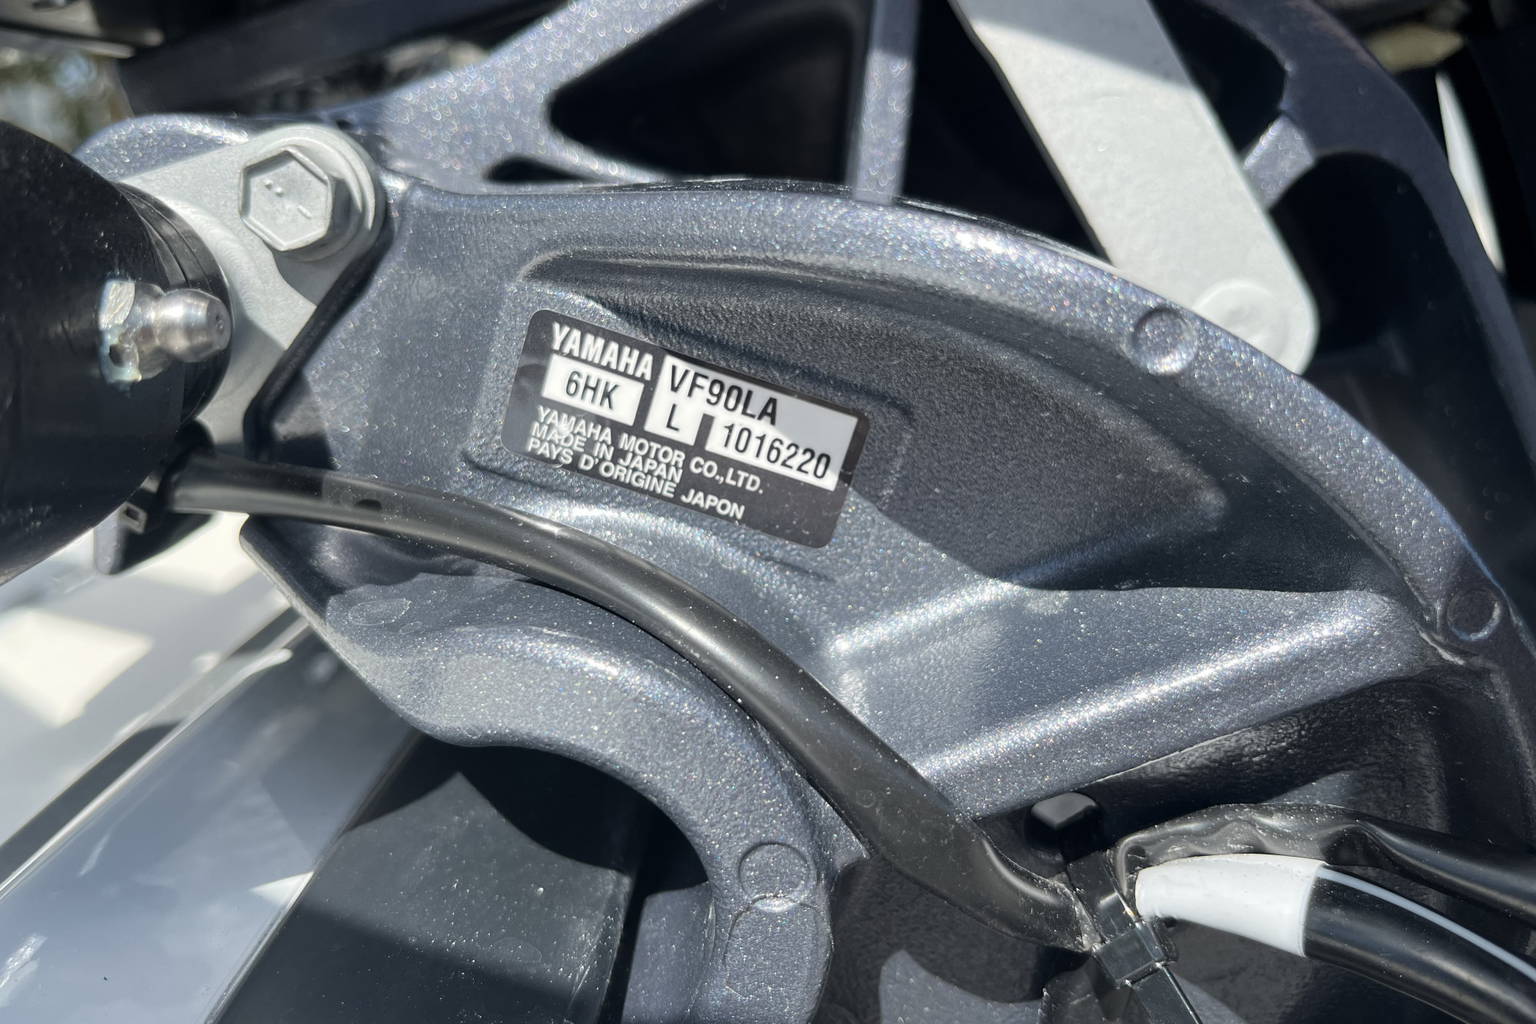 YAMAHA VF90LA
6HK L 1016220
YAMAHA MOTOR CO.,LTD.
MADE IN JAPAN
PAYS D'ORIGINE JAPON